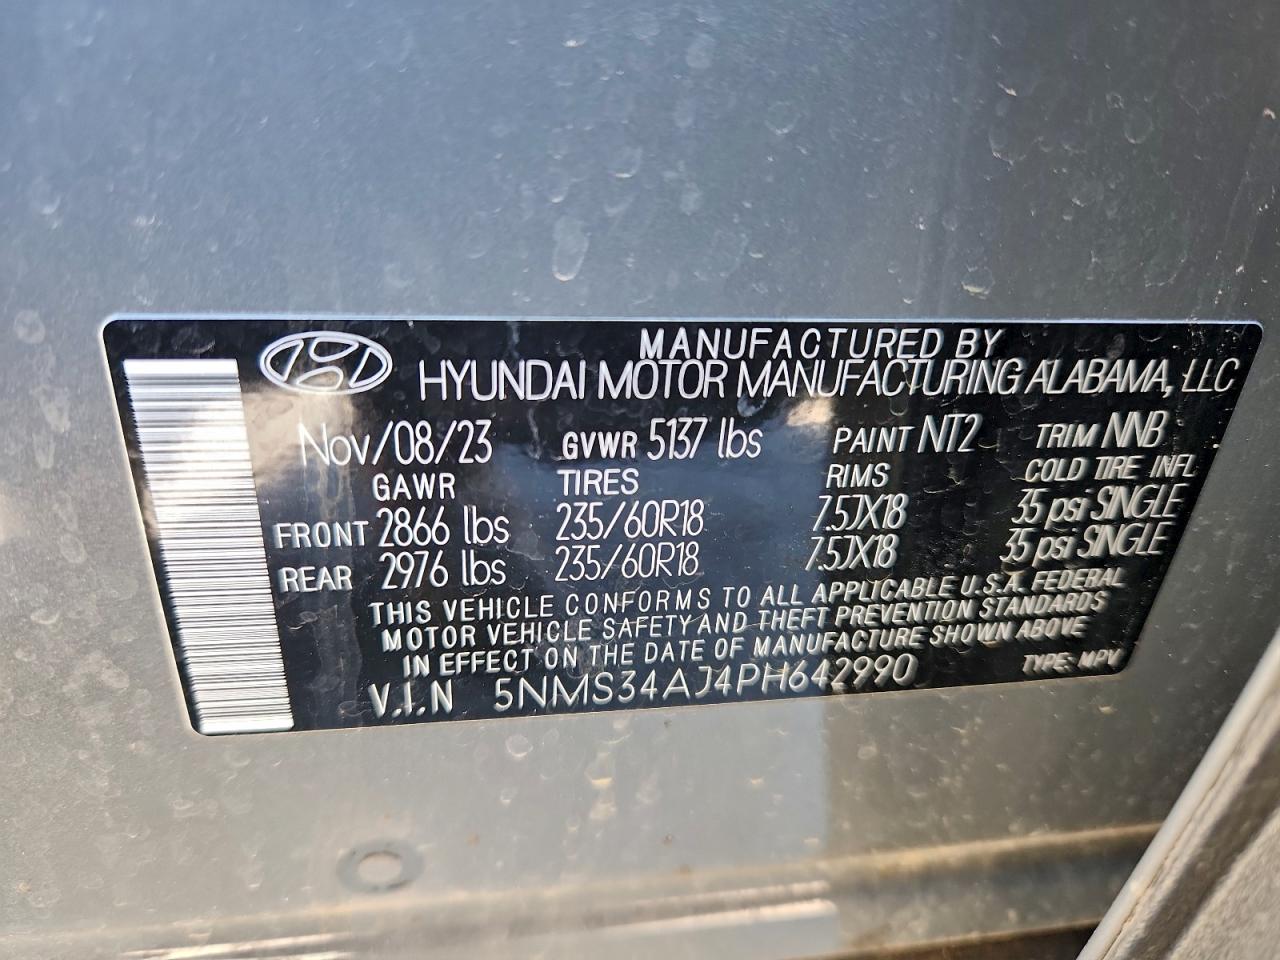 MANUFACTURED BY
HYUNDAI MOTOR MANUFACTURING ALABAMA, LLC
Nov/08/23 GVWR 5137 lbs PAINT NT2 TRIM NNB
GAWR TIRES RIMS COLD TIRE INFL
FRONT 2866 lbs 235/60R18 7.5JX18 35 psi SINGLE
REAR 2976 lbs 235/60R18 7.5JX18 35 psi SINGLE
THIS VEHICLE CONFORMS TO ALL APPLICABLE U.S.A. FEDERAL
MOTOR VEHICLE SAFETY AND THEFT PREVENTION STANDARDS
IN EFFECT ON THE DATE OF MANUFACTURE SHOWN ABOVE
V.I.N 5NMS34AJ4PH642990 TYPE: MPV